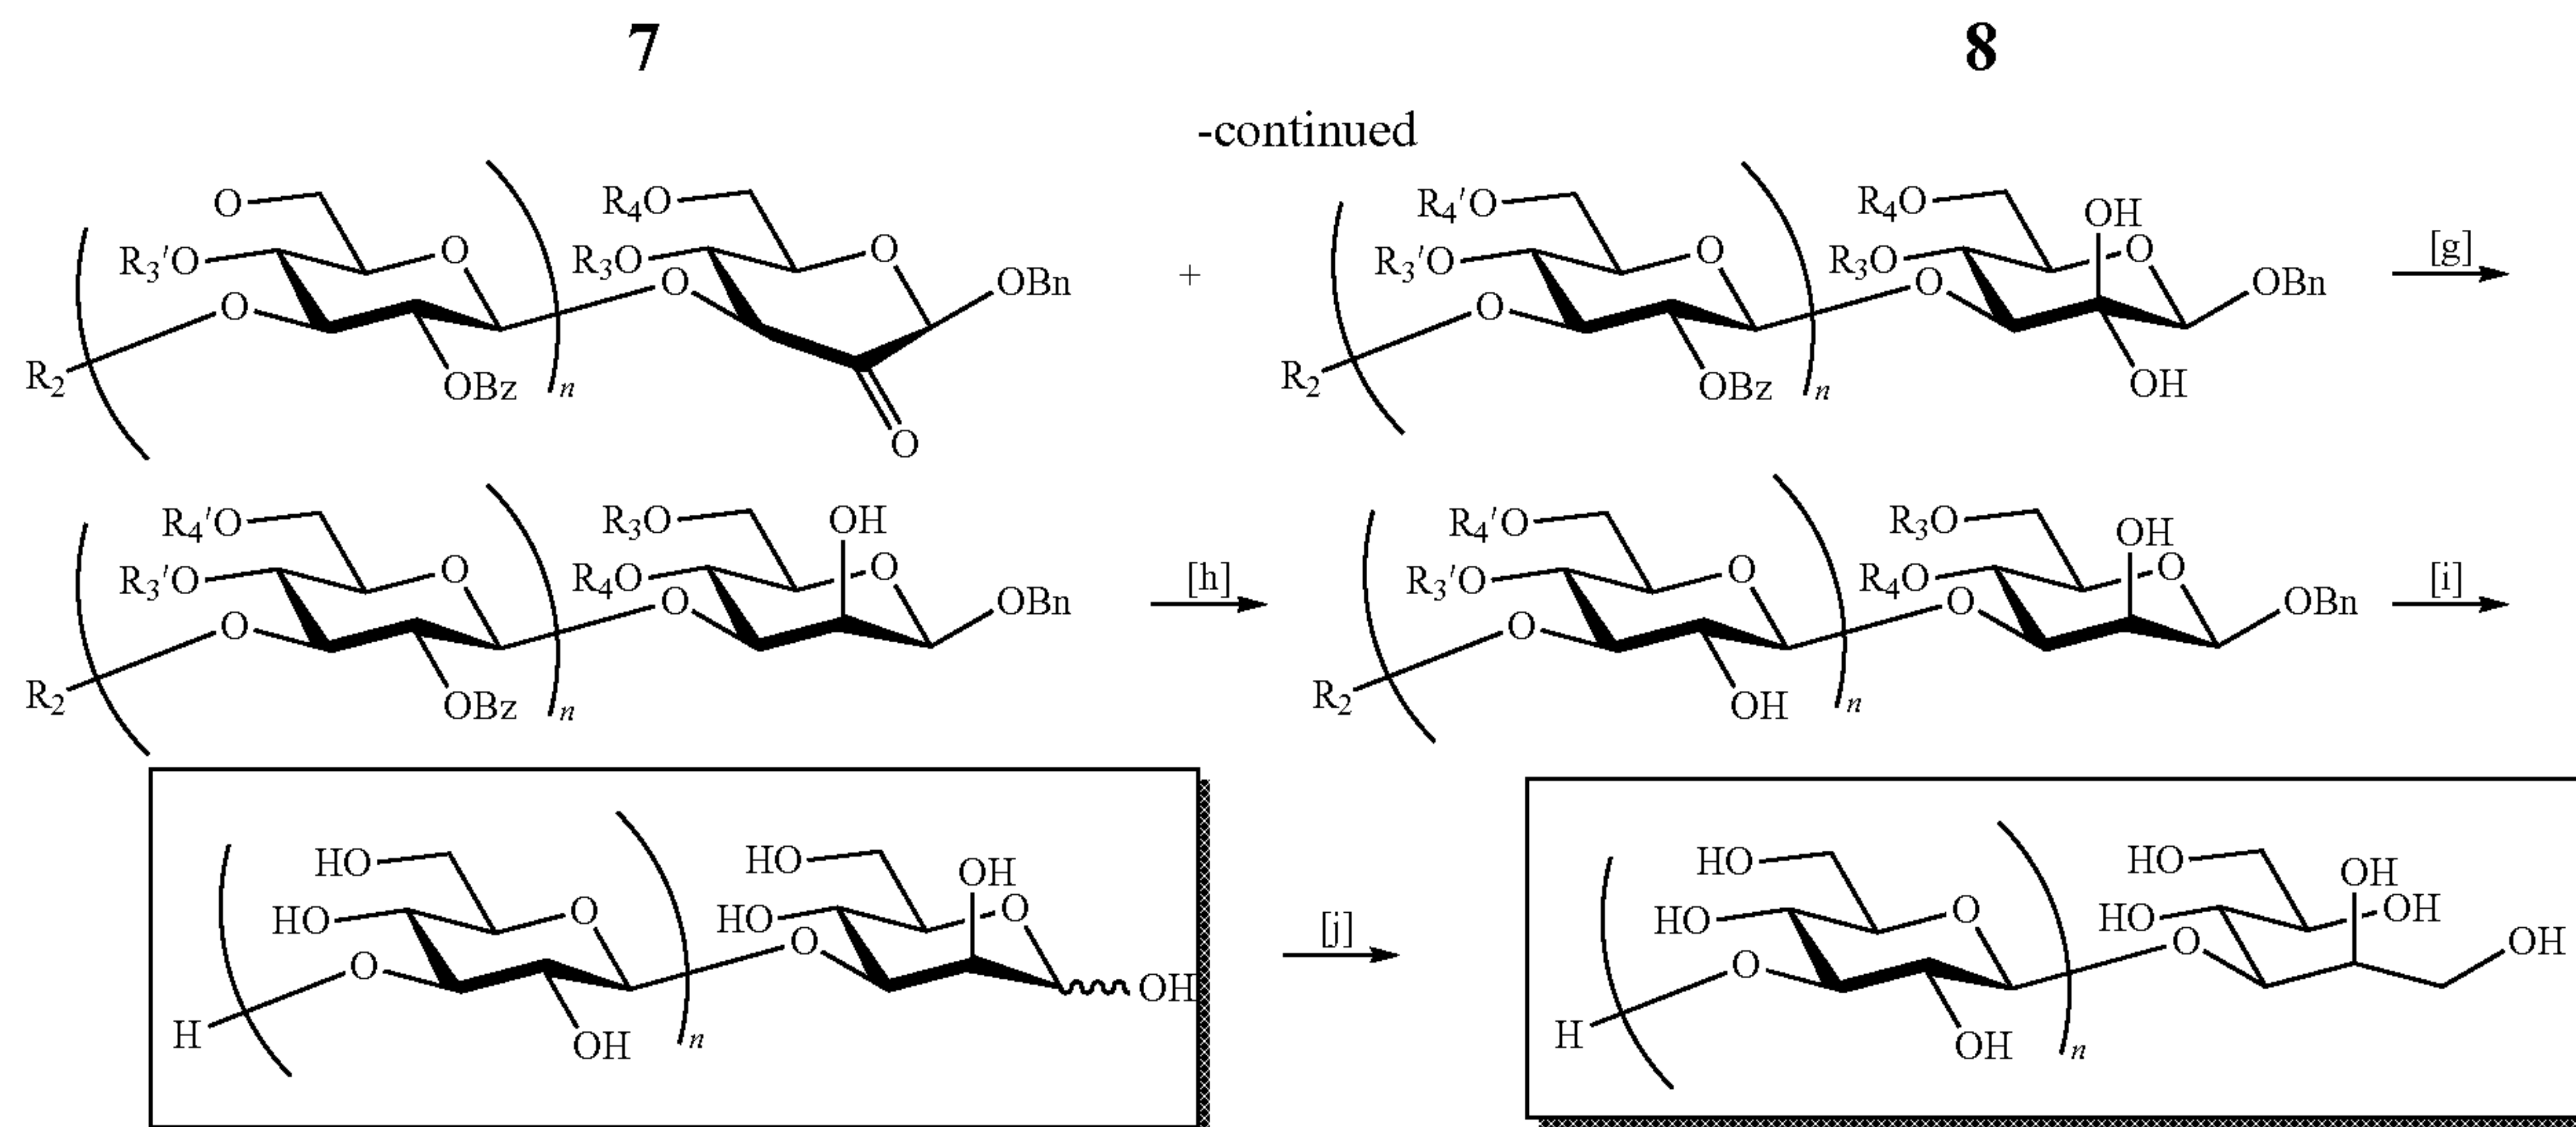 7 8
-continued
O R₄O R₄'O R₄O OH
R₃'O O R₃O O OBn + R₃'O O R₃O O OBn [g]
O O O O
R₂ OBz n O R₂ OBz n OH
R₄'O R₃O OH R₄'O R₃O OH
R₃'O O R₄O O OBn [h] R₃'O O R₄O O OBn [i]
O O O O
R₂ OBz n R₂ OH n
HO HO OH HO HO OH
HO O HO O [j] HO O HO OH OH
O O OH O O
H OH n H OH n